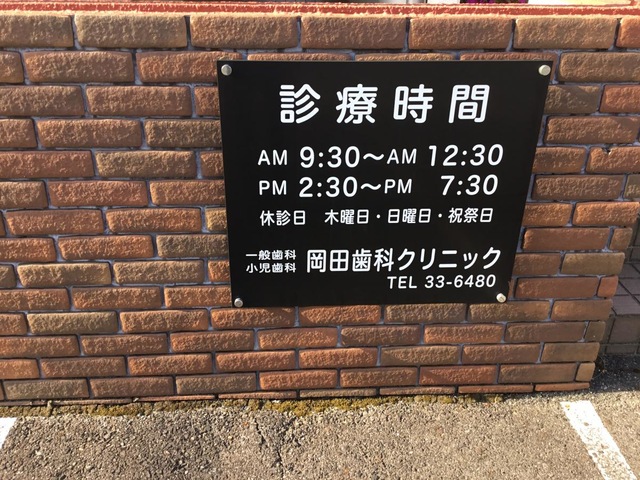 診療時間
AM 9:30～AM 12:30
PM 2:30～PM 7:30
休診日 木曜日・日曜日・祝祭日
一般歯科
小児歯科
岡田歯科クリニック
TEL 33-6480